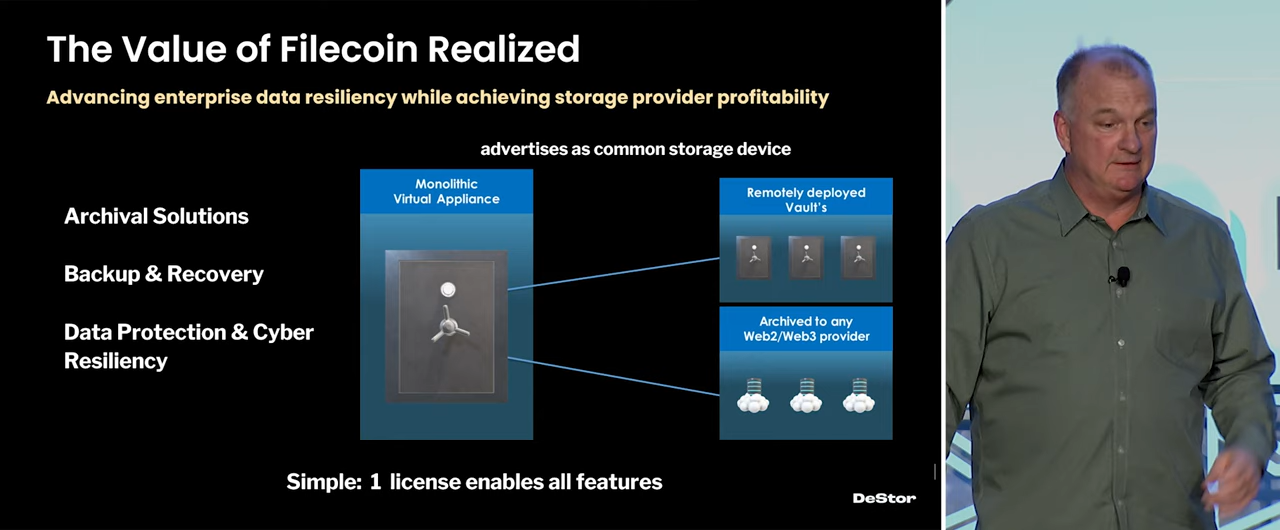 The Value of Filecoin Realized
Advancing enterprise data resiliency while achieving storage provider profitability
advertises as common storage device
Archival Solutions
Backup & Recovery
Data Protection & Cyber
Resiliency
Monolithic
Virtual Appliance
Remotely deployed
Vault's
Archived to any
Web2/Web3 provider
Simple: 1 license enables all features
DeStor